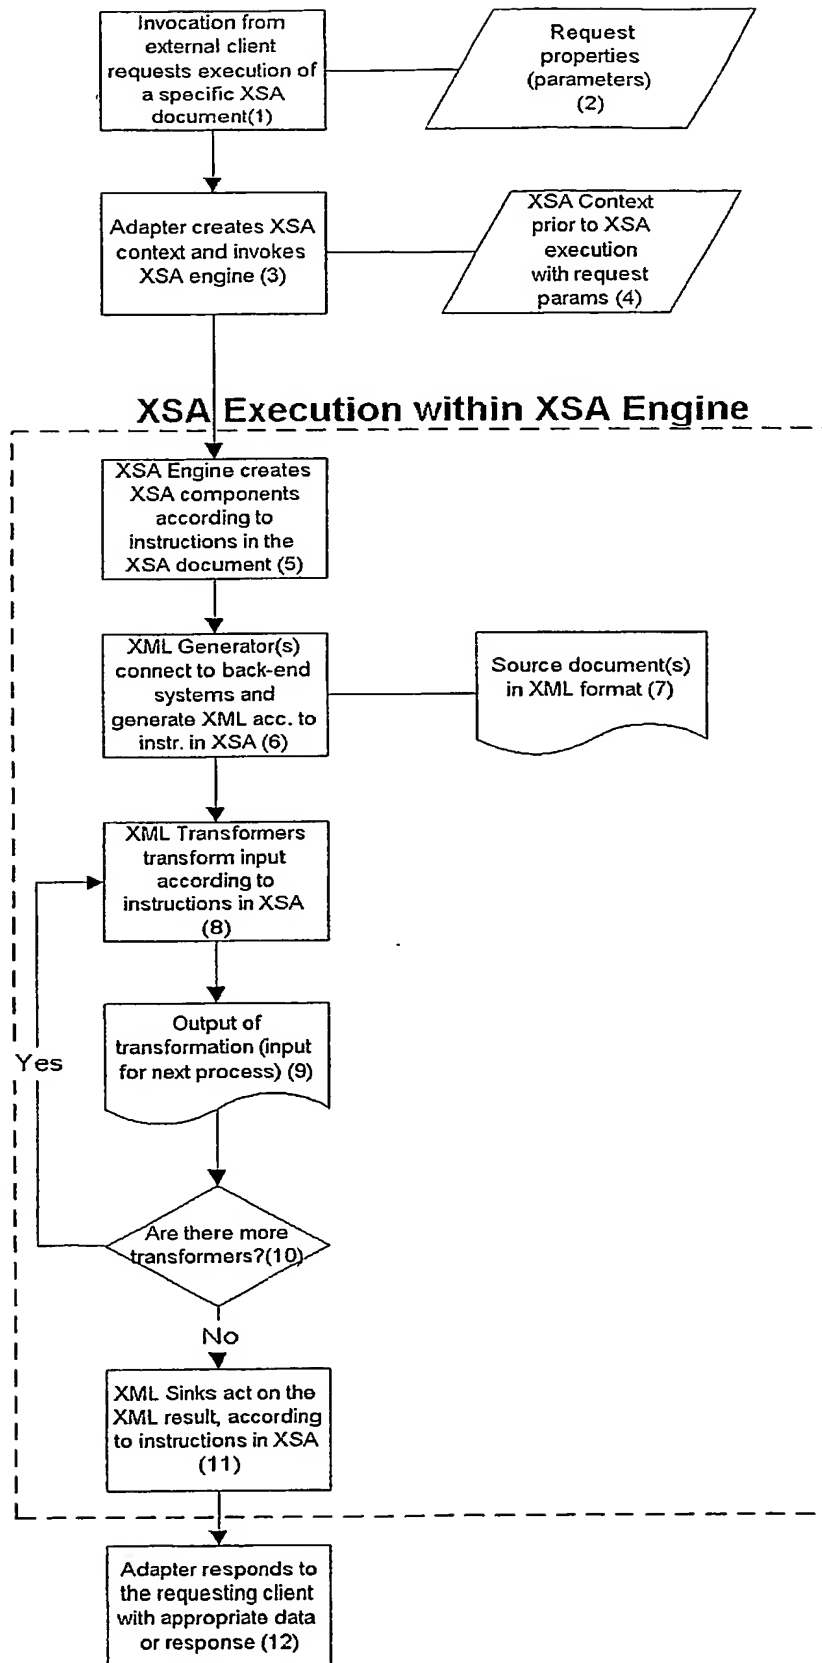 Invocation from
external client
requests execution of
a specific XSA
document(1)
Request
properties
(parameters)
(2)
Adapter creates XSA
context and invokes
XSA engine (3)
XSA Context
prior to XSA
execution
with request
params (4)
XSA Execution within XSA Engine
XSA Engine creates
XSA components
according to
instructions in the
XSA document (5)
XML Generator(s)
connect to back-end
systems and
generate XML acc. to
instr. in XSA (6)
Source document(s)
in XML format (7)
XML Transformers
transform input
according to
instructions in XSA
(8)
Output of
transformation (input
for next process) (9)
Yes
Are there more
transformers?(10)
No
XML Sinks act on the
XML result, according
to instructions in XSA
(11)
Adapter responds to
the requesting client
with appropriate data
or response (12)